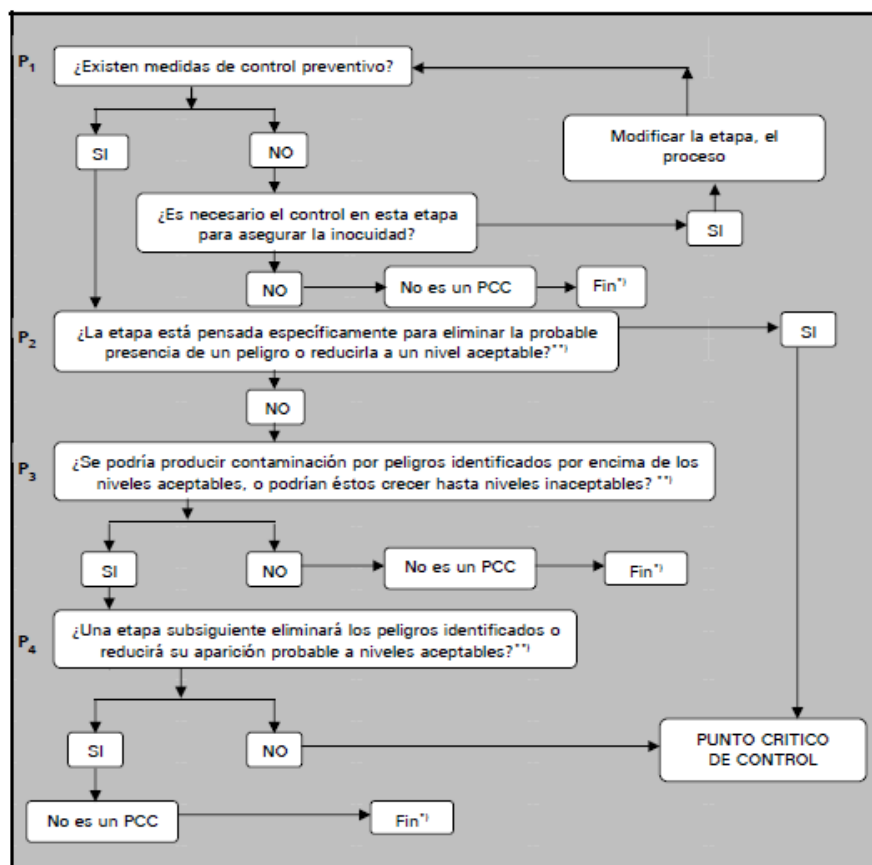 P1
¿Existen medidas de control preventivo?
SI
NO
Modificar la etapa, el
proceso
¿Es necesario el control en esta etapa
para asegurar la inocuidad?
SI
NO
No es un PCC
Fin*)
P2
¿La etapa está pensada específicamente para eliminar la probable
presencia de un peligro o reducirla a un nivel aceptable?**)
SI
NO
P3
¿Se podría producir contaminación por peligros identificados por encima de los
niveles aceptables, o podrían éstos crecer hasta niveles inaceptables? **)
SI
NO
No es un PCC
Fin*)
P4
¿Una etapa subsiguiente eliminará los peligros identificados o
reducirá su aparición probable a niveles aceptables?**)
SI
NO
PUNTO CRITICO
DE CONTROL
No es un PCC
Fin*)